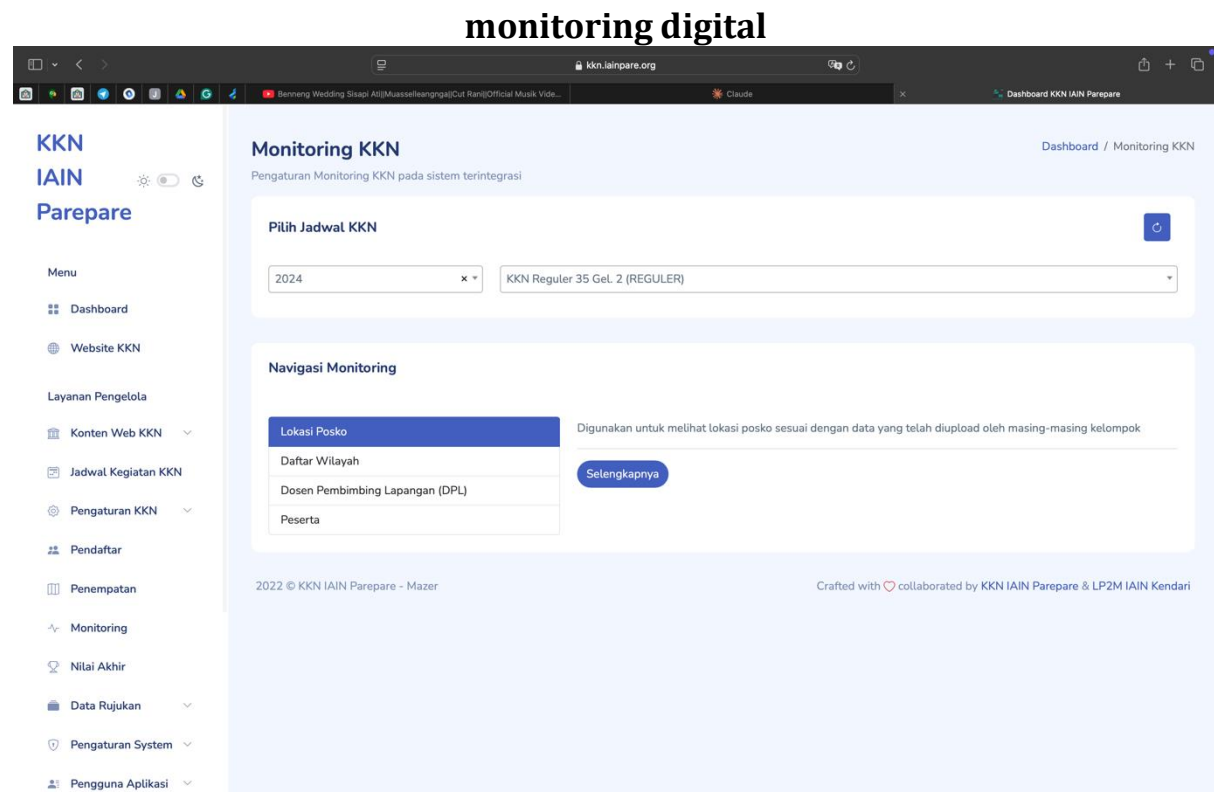 monitoring digital
kkn.iainpare.org
Benneng Wedding Sisapi Ati||Muasselleangnga||Cut Rani||Official Musik Vide...
Claude
Dashboard KKN IAIN Parepare
KKN
IAIN
Parepare
Menu
Dashboard
Website KKN
Layanan Pengelola
Konten Web KKN
Jadwal Kegiatan KKN
Pengaturan KKN
Pendaftar
Penempatan
Monitoring
Nilai Akhir
Data Rujukan
Pengaturan System
Pengguna Aplikasi
Monitoring KKN
Dashboard / Monitoring KKN
Pengaturan Monitoring KKN pada sistem terintegrasi
Pilih Jadwal KKN
2024
KKN Reguler 35 Gel. 2 (REGULER)
Navigasi Monitoring
Lokasi Posko
Daftar Wilayah
Dosen Pembimbing Lapangan (DPL)
Peserta
Digunakan untuk melihat lokasi posko sesuai dengan data yang telah diupload oleh masing-masing kelompok
Selengkapnya
2022 © KKN IAIN Parepare - Mazer
Crafted with ♡ collaborated by KKN IAIN Parepare & LP2M IAIN Kendari